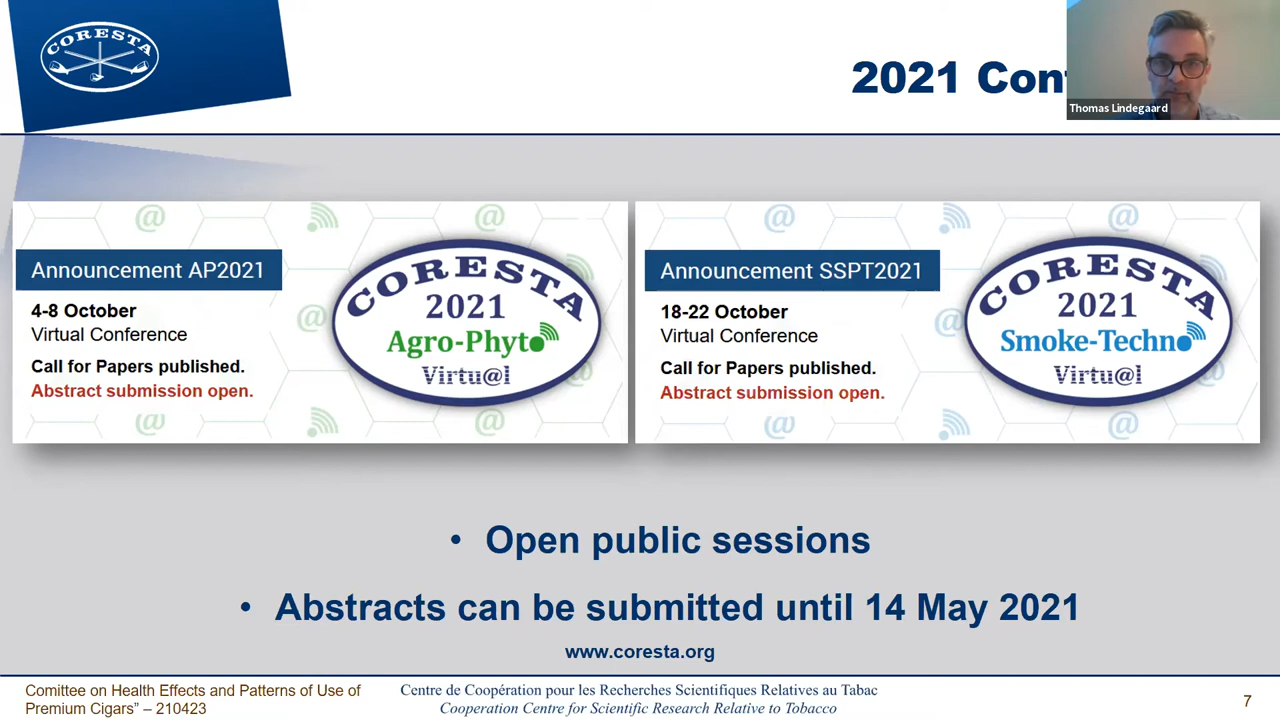 CORESTA
2021 Con
Thomas Lindegaard
Announcement AP2021
4-8 October
Virtual Conference
Call for Papers published.
Abstract submission open.
CORESTA
2021
Agro-Phyto
Virtu@l
Announcement SSPT2021
18-22 October
Virtual Conference
Call for Papers published.
Abstract submission open.
CORESTA
2021
Smoke-Techno
Virtu@l
• Open public sessions
• Abstracts can be submitted until 14 May 2021
www.coresta.org
Comittee on Health Effects and Patterns of Use of
Premium Cigars” – 210423
Centre de Coopération pour les Recherches Scientifiques Relatives au Tabac
Cooperation Centre for Scientific Research Relative to Tobacco
7